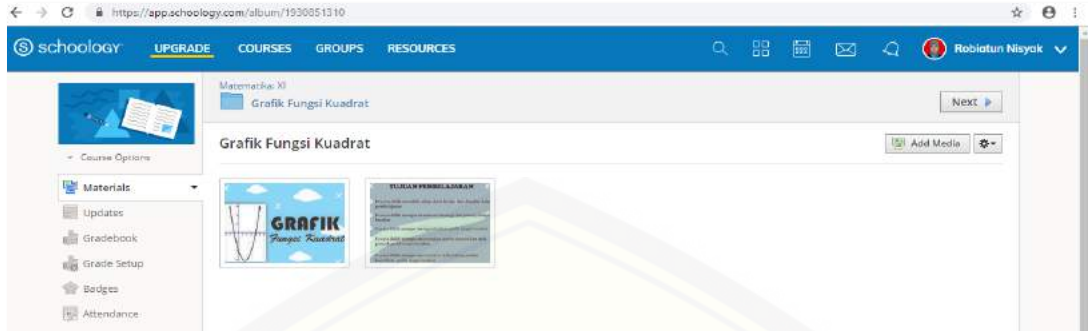 https://app.schoology.com/album/1930851310
S schoology UPGRADE COURSES GROUPS RESOURCES Robiatun Nisyak
Matematika: XI
Grafik Fungsi Kuadrat
Next
Grafik Fungsi Kuadrat
Add Media
Course Options
Materials
Updates
Gradebook
Grade Setup
Badges
Attendance
GRAFIK
Fungsi Kuadrat
TUJUAN PEMBELAJARAN